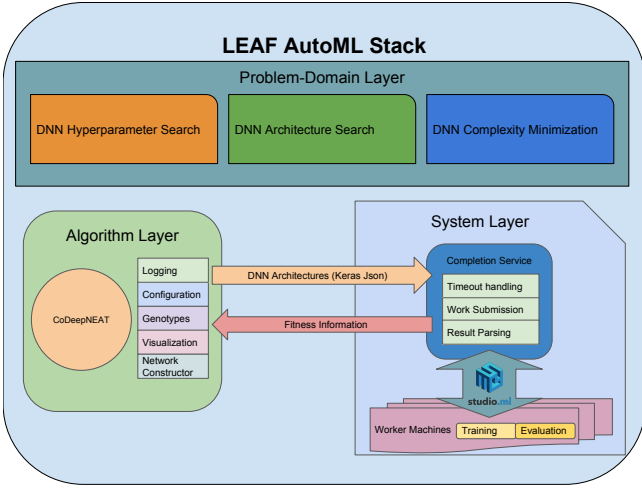 LEAF AutoML Stack
Problem-Domain Layer
DNN Hyperparameter Search
DNN Architecture Search
DNN Complexity Minimization
Algorithm Layer
CoDeepNEAT
Logging
Configuration
Genotypes
Visualization
Network
Constructor
DNN Architectures (Keras Json)
Fitness Information
System Layer
Completion Service
Timeout handling
Work Submission
Result Parsing
studio.ml
Worker Machines
Training
Evaluation